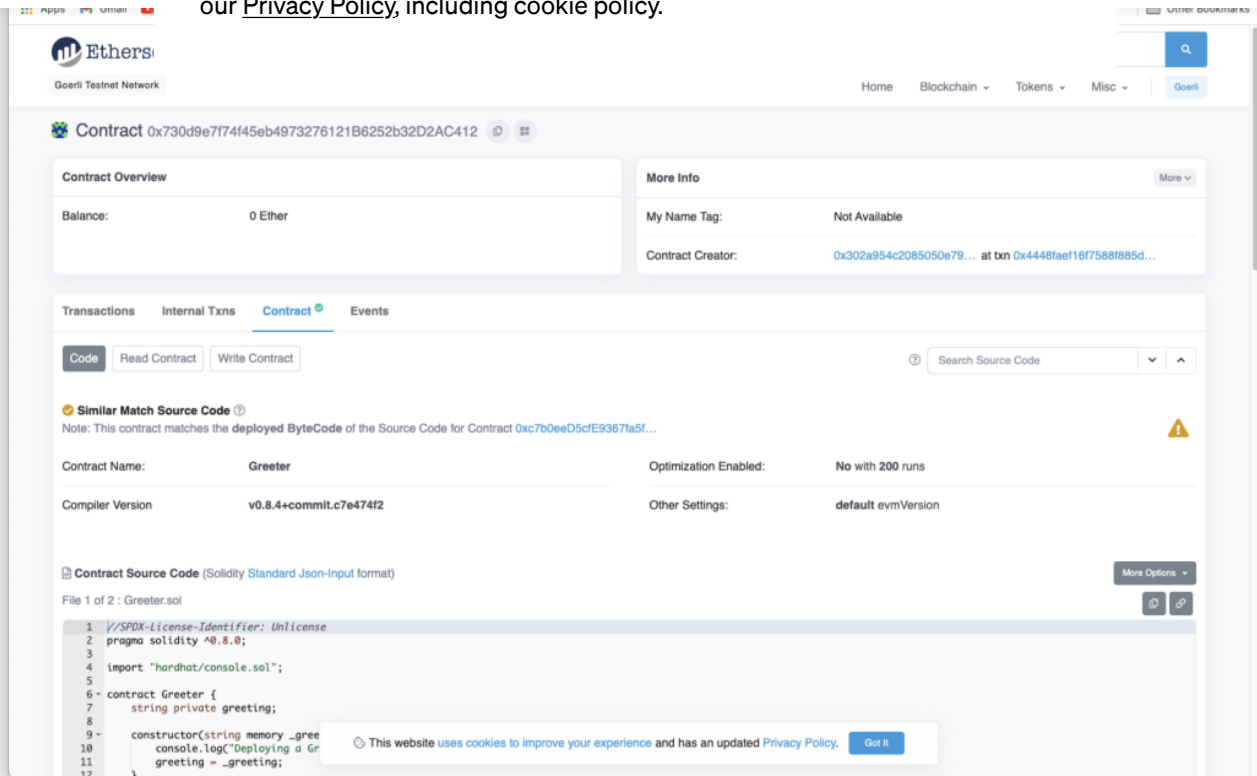 our Privacy Policy, including cookie policy.
Apps Gmail Other Bookmarks
Ethersc
Goerli Testnet Network Home Blockchain Tokens Misc Goerli
Contract 0x730d9e7f74f45eb4973276121B6252b32D2AC412
Contract Overview
Balance: 0 Ether
More Info More
My Name Tag: Not Available
Contract Creator: 0x302a954c2085050e79... at txn 0x4448faef16f7588f885d...
Transactions Internal Txns Contract Events
Code Read Contract Write Contract Search Source Code
Similar Match Source Code
Note: This contract matches the deployed ByteCode of the Source Code for Contract 0xc7b0eeD5cfE9367fa5f...
Contract Name: Greeter Optimization Enabled: No with 200 runs
Compiler Version v0.8.4+commit.c7e474f2 Other Settings: default evmVersion
Contract Source Code (Solidity Standard Json-Input format) More Options
File 1 of 2 : Greeter.sol
1 //SPDX-License-Identifier: Unlicense
2 pragma solidity ^0.8.0;
3
4 import "hardhat/console.sol";
5
6 contract Greeter {
7 string private greeting;
8
9 constructor(string memory _gree
10 console.log("Deploying a Gr
11 greeting = _greeting;
12 }
This website uses cookies to improve your experience and has an updated Privacy Policy. Got It